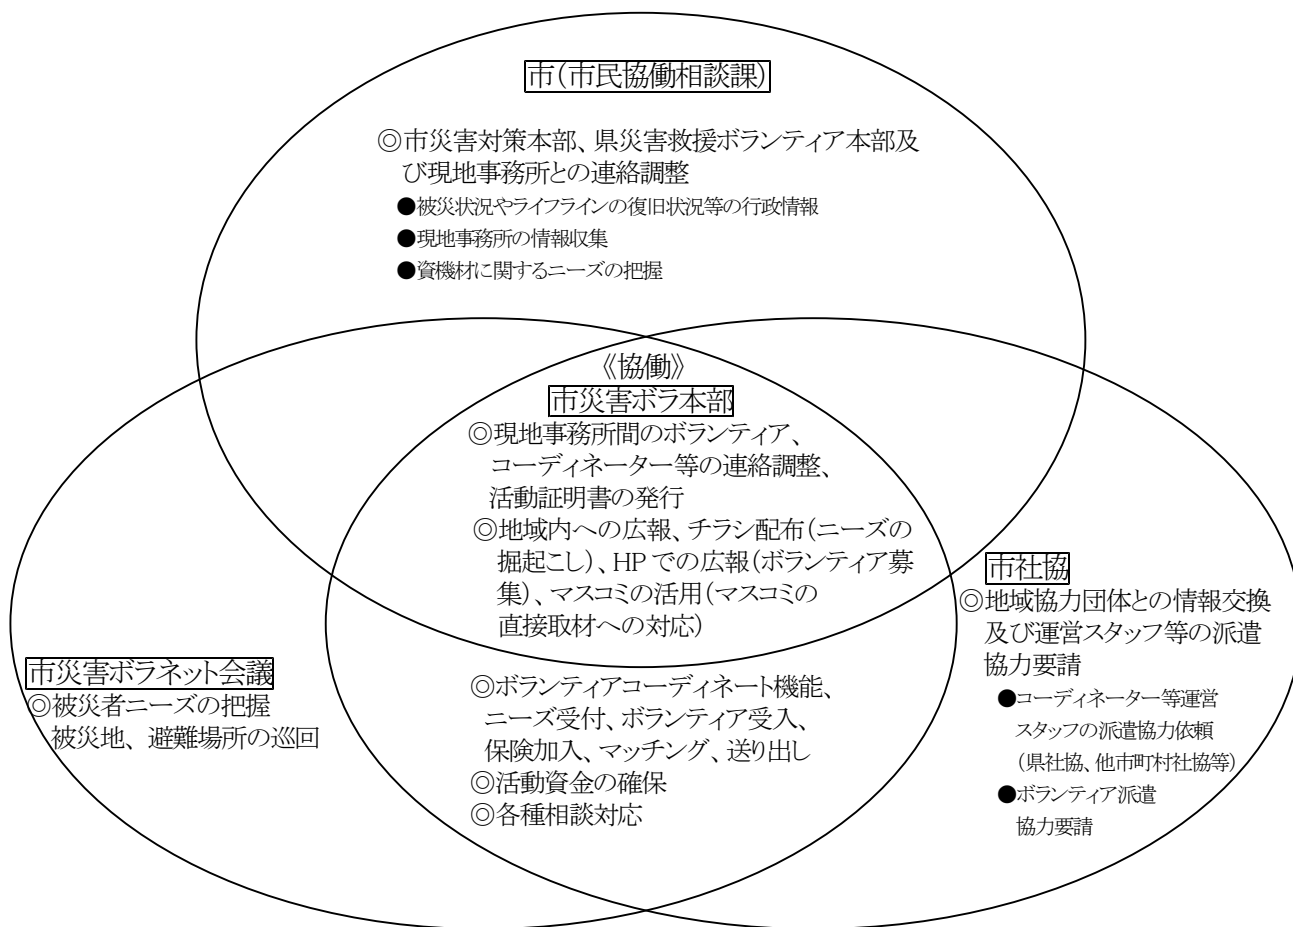 市(市民協働相談課)
◎市災害対策本部、県災害救援ボランティア本部及
び現地事務所との連絡調整
●被災状況やライフラインの復旧状況等の行政情報
●現地事務所の情報収集
●資機材に関するニーズの把握
《協働》
市災害ボラ本部
◎現地事務所間のボランティア、
コーディネーター等の連絡調整、
活動証明書の発行
◎地域内への広報、チラシ配布(ニーズの
掘起こし)、HPでの広報(ボランティア募
集)、マスコミの活用(マスコミの
直接取材への対応)
市災害ボラネット会議
◎被災者ニーズの把握
被災地、避難場所の巡回
◎ボランティアコーディネート機能、
ニーズ受付、ボランティア受入、
保険加入、マッチング、送り出し
◎活動資金の確保
◎各種相談対応
市社協
◎地域協力団体との情報交換
及び運営スタッフ等の派遣
協力要請
●コーディネーター等運営
スタッフの派遣協力依頼
(県社協、他市町村社協等)
●ボランティア派遣
協力要請